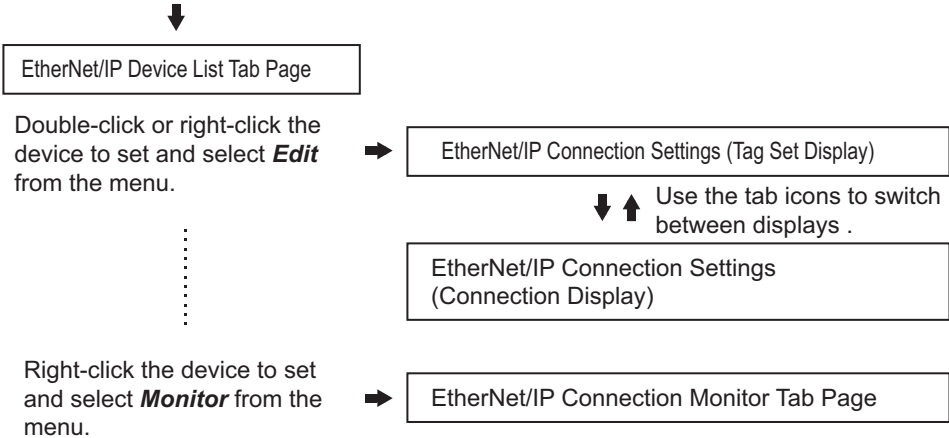 EtherNet/IP Device List Tab Page
Double-click or right-click the
device to set and select Edit
from the menu.
EtherNet/IP Connection Settings (Tag Set Display)
Use the tab icons to switch
between displays .
EtherNet/IP Connection Settings
(Connection Display)
Right-click the device to set
and select Monitor from the
menu.
EtherNet/IP Connection Monitor Tab Page